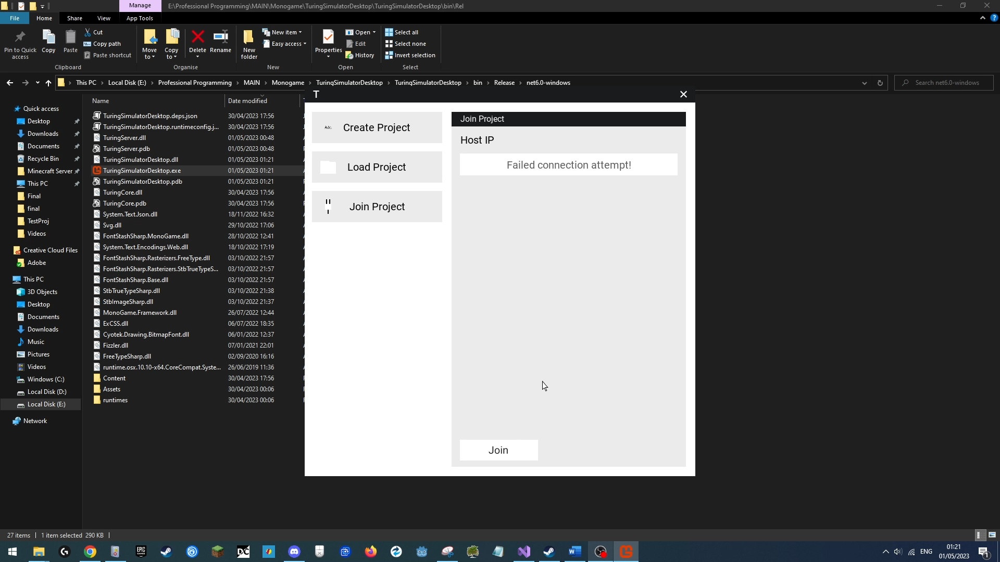 Manage
E:\Professional Programming\MAIN\Monogame\TuringSimulatorDesktop\TuringSimulatorDesktop\bin\Rel
File
Home
Share
View
App Tools
Pin to Quick access
Copy
Paste
Cut
Copy path
Paste shortcut
Clipboard
Move to
Copy to
Delete
Rename
Organise
New folder
New item
Easy access
New
Properties
Open
Edit
History
Open
Select all
Select none
Invert selection
Select
This PC
Local Disk (E:)
Professional Programming
MAIN
Monogame
TuringSimulatorDesktop
TuringSimulatorDesktop
bin
Release
net6.0-windows
Search net6.0-windows
Quick access
Desktop
Downloads
Documents
Recycle Bin
Minecraft Server
This PC
Final
final
TestProj
Videos
Creative Cloud Files
Adobe
This PC
3D Objects
Desktop
Documents
Downloads
Music
Pictures
Videos
Windows (C:)
Local Disk (D:)
Local Disk (E:)
Network
Name
Date modified
TuringSimulatorDesktop.deps.json 30/04/2023 17:56
TuringSimulatorDesktop.runtimeconfig.j... 30/04/2023 17:56
TuringServer.dll 01/05/2023 00:48
TuringServer.pdb 01/05/2023 00:48
TuringSimulatorDesktop.dll 01/05/2023 01:21
TuringSimulatorDesktop.exe 01/05/2023 01:21
TuringSimulatorDesktop.pdb 01/05/2023 01:21
TuringCore.dll 30/04/2023 17:56
TuringCore.pdb 30/04/2023 17:56
System.Text.Json.dll 18/11/2022 16:32
Svg.dll 29/10/2022 17:06
FontStashSharp.MonoGame.dll 28/10/2022 12:41
System.Text.Encodings.Web.dll 18/10/2022 17:19
FontStashSharp.Rasterizers.FreeType.dll 03/10/2022 21:57
FontStashSharp.Rasterizers.StbTrueTypeS... 03/10/2022 21:57
FontStashSharp.Base.dll 03/10/2022 21:57
StbTrueTypeSharp.dll 03/10/2022 21:38
StbImageSharp.dll 03/10/2022 21:37
MonoGame.Framework.dll 26/07/2022 12:44
ExCSS.dll 06/07/2022 18:35
Cyotek.Drawing.BitmapFont.dll 06/01/2022 12:37
Fizzler.dll 07/01/2021 22:01
FreeTypeSharp.dll 02/09/2020 16:16
runtime.osx.10.10-x64.CoreCompat.Syste... 26/06/2019 11:36
Content 30/04/2023 17:56
Assets 30/04/2023 00:06
runtimes 30/04/2023 00:06
T
Create Project
Load Project
Join Project
Join Project
Host IP
Failed connection attempt!
Join
27 items
1 item selected 290 KB
EPIC GAMES
DC
ENG
01:21
01/05/2023
1